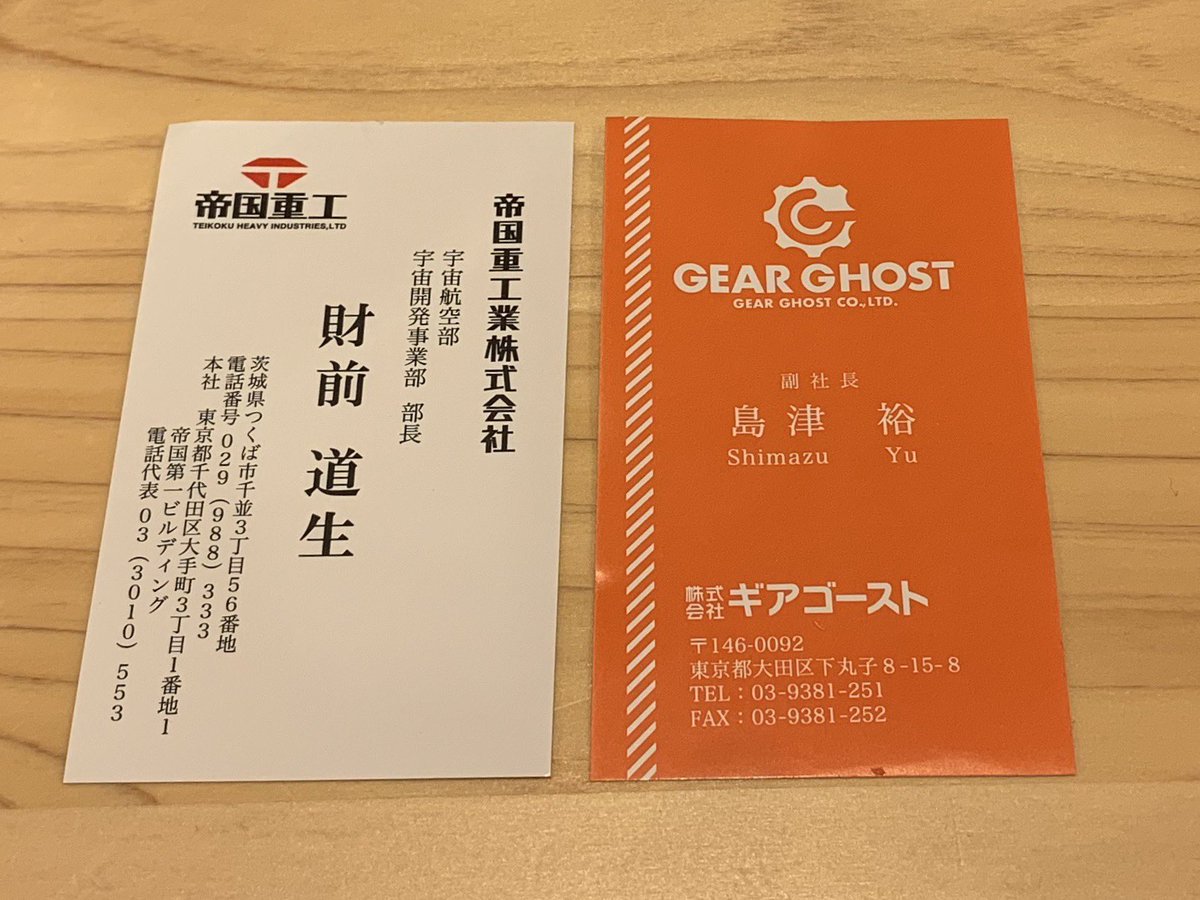 帝国重工
TEIKOKU HEAVY INDUSTRIES,LTD
帝国重工業株式会社
宇宙航空部
宇宙開発事業部 部長
財前 道生
茨城県つくば市千並3丁目56番地
電話番号 029(988)333
本社 東京都千代田区大手町3丁目1番地1
帝国第一ビルディング
電話代表 03(3010)553
GEAR GHOST
GEAR GHOST CO.,LTD.
副社長
島津 裕
Shimazu Yu
株式会社ギアゴースト
〒146-0092
東京都大田区下丸子8-15-8
TEL:03-9381-251
FAX:03-9381-252